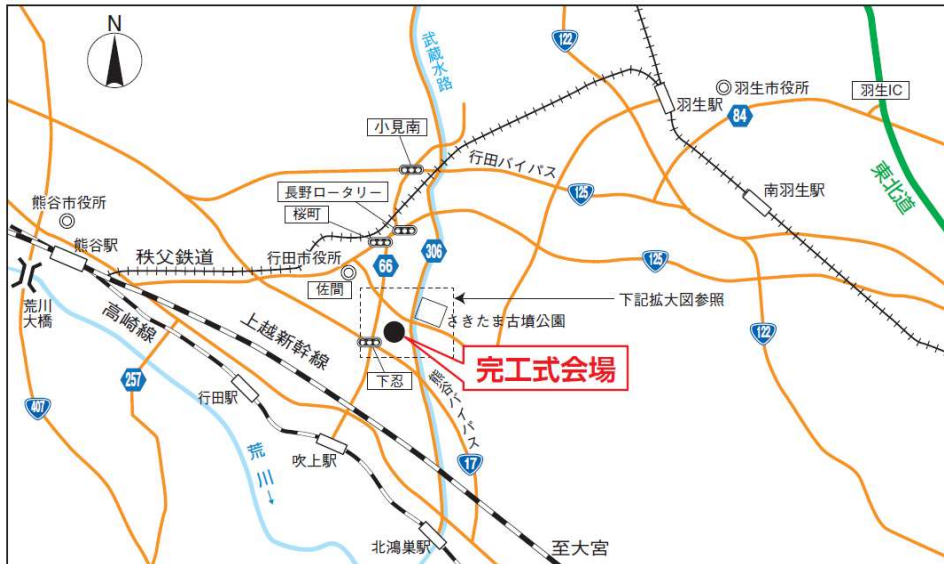 N
武蔵水路
122
羽生市役所
羽生駅
84
羽生IC
小見南
行田バイパス
東北道
長野ロータリー
125
南羽生駅
熊谷市役所
桜町
熊谷駅
秩父鉄道
行田市役所
66
306
125
佐間
下記拡大図参照
荒川
大橋
高崎線
上越新幹線
さきたま古墳公園
122
完工式会場
257
下忍
熊谷バイパス
407
行田駅
吹上駅
17
荒川→
北鴻巣駅
至大宮